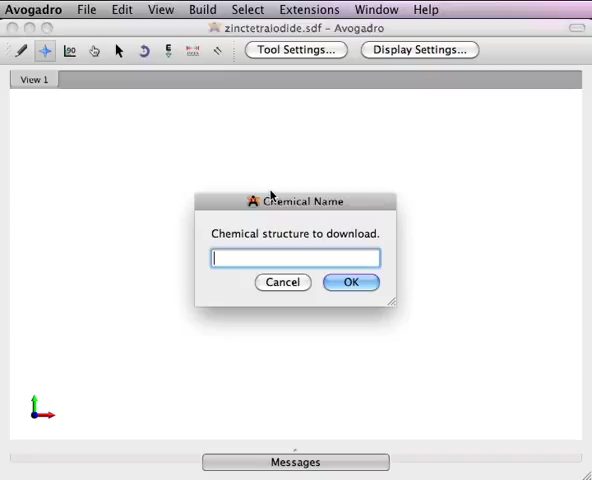 Avogadro File Edit View Build Select Extensions Window Help
zinctetraiodide.sdf - Avogadro
E Tool Settings... Display Settings...
View 1
Chemical Name
Chemical structure to download.
Cancel OK
Messages